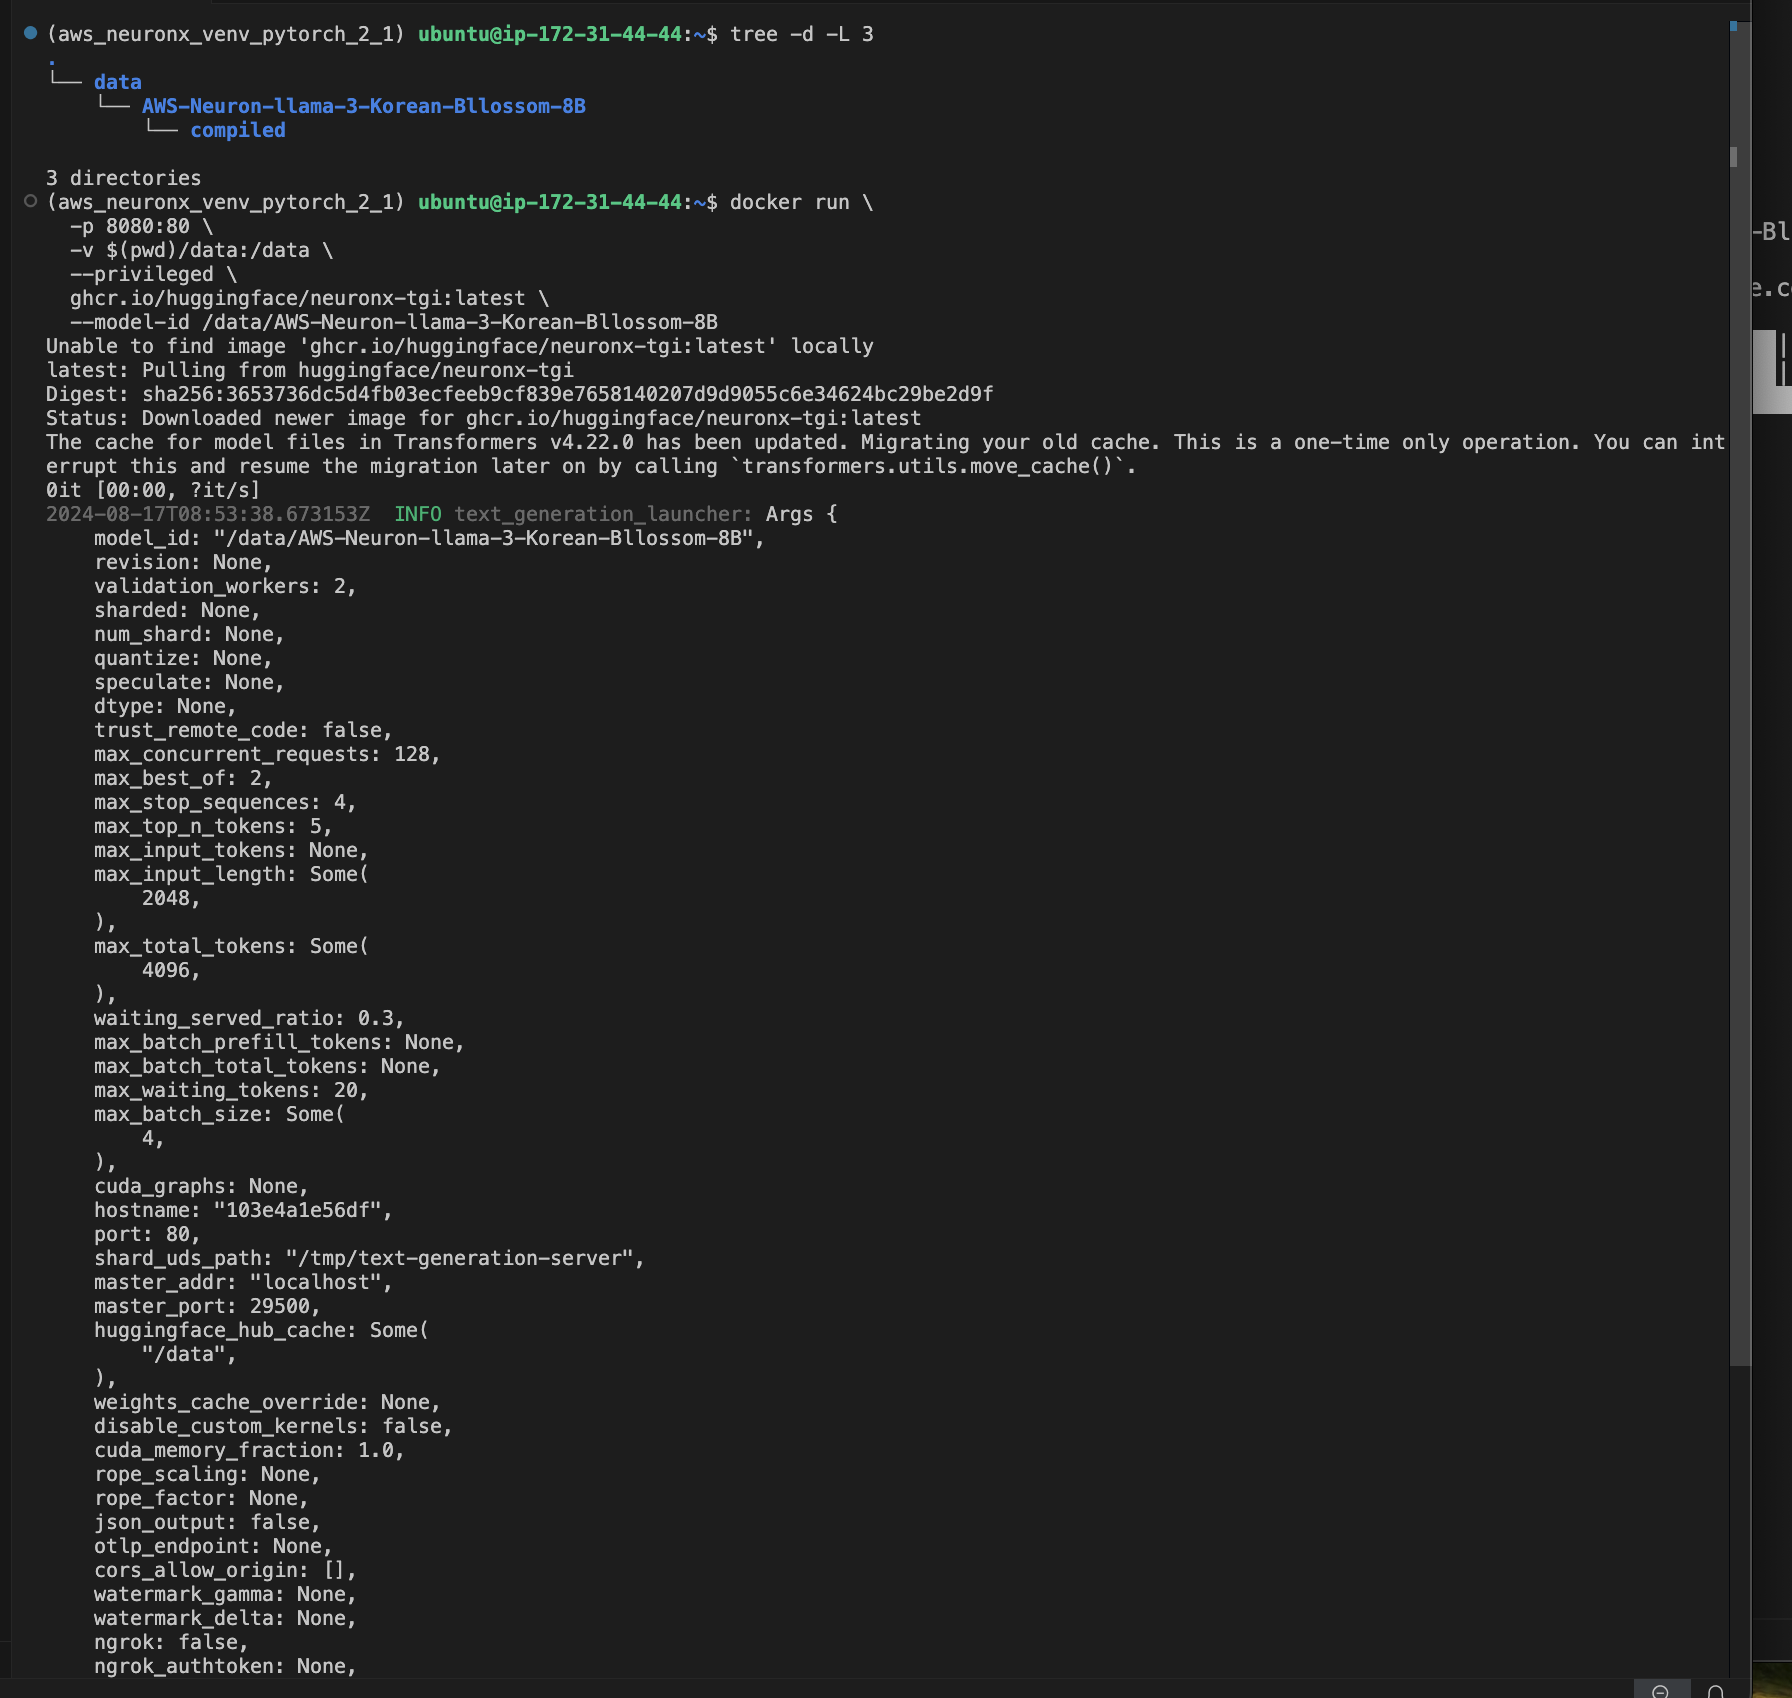 (aws_neuronx_venv_pytorch_2_1) ubuntu@ip-172-31-44-44:~$ tree -d -L 3
.
└── data
    └── AWS-Neuron-llama-3-Korean-Bllossom-8B
        └── compiled

3 directories
(aws_neuronx_venv_pytorch_2_1) ubuntu@ip-172-31-44-44:~$ docker run \
  -p 8080:80 \
  -v $(pwd)/data:/data \
  --privileged \
  ghcr.io/huggingface/neuronx-tgi:latest \
  --model-id /data/AWS-Neuron-llama-3-Korean-Bllossom-8B
Unable to find image 'ghcr.io/huggingface/neuronx-tgi:latest' locally
latest: Pulling from huggingface/neuronx-tgi
Digest: sha256:3653736dc5d4fb03ecfeeb9cf839e7658140207d9d9055c6e34624bc29be2d9f
Status: Downloaded newer image for ghcr.io/huggingface/neuronx-tgi:latest
The cache for model files in Transformers v4.22.0 has been updated. Migrating your old cache. This is a one-time only operation. You can int
errupt this and resume the migration later on by calling `transformers.utils.move_cache()`.
0it [00:00, ?it/s]
2024-08-17T08:53:38.673153Z  INFO text_generation_launcher: Args {
    model_id: "/data/AWS-Neuron-llama-3-Korean-Bllossom-8B",
    revision: None,
    validation_workers: 2,
    sharded: None,
    num_shard: None,
    quantize: None,
    speculate: None,
    dtype: None,
    trust_remote_code: false,
    max_concurrent_requests: 128,
    max_best_of: 2,
    max_stop_sequences: 4,
    max_top_n_tokens: 5,
    max_input_tokens: None,
    max_input_length: Some(
        2048,
    ),
    max_total_tokens: Some(
        4096,
    ),
    waiting_served_ratio: 0.3,
    max_batch_prefill_tokens: None,
    max_batch_total_tokens: None,
    max_waiting_tokens: 20,
    max_batch_size: Some(
        4,
    ),
    cuda_graphs: None,
    hostname: "103e4a1e56df",
    port: 80,
    shard_uds_path: "/tmp/text-generation-server",
    master_addr: "localhost",
    master_port: 29500,
    huggingface_hub_cache: Some(
        "/data",
    ),
    weights_cache_override: None,
    disable_custom_kernels: false,
    cuda_memory_fraction: 1.0,
    rope_scaling: None,
    rope_factor: None,
    json_output: false,
    otlp_endpoint: None,
    cors_allow_origin: [],
    watermark_gamma: None,
    watermark_delta: None,
    ngrok: false,
    ngrok_authtoken: None,
-Bl
e.c